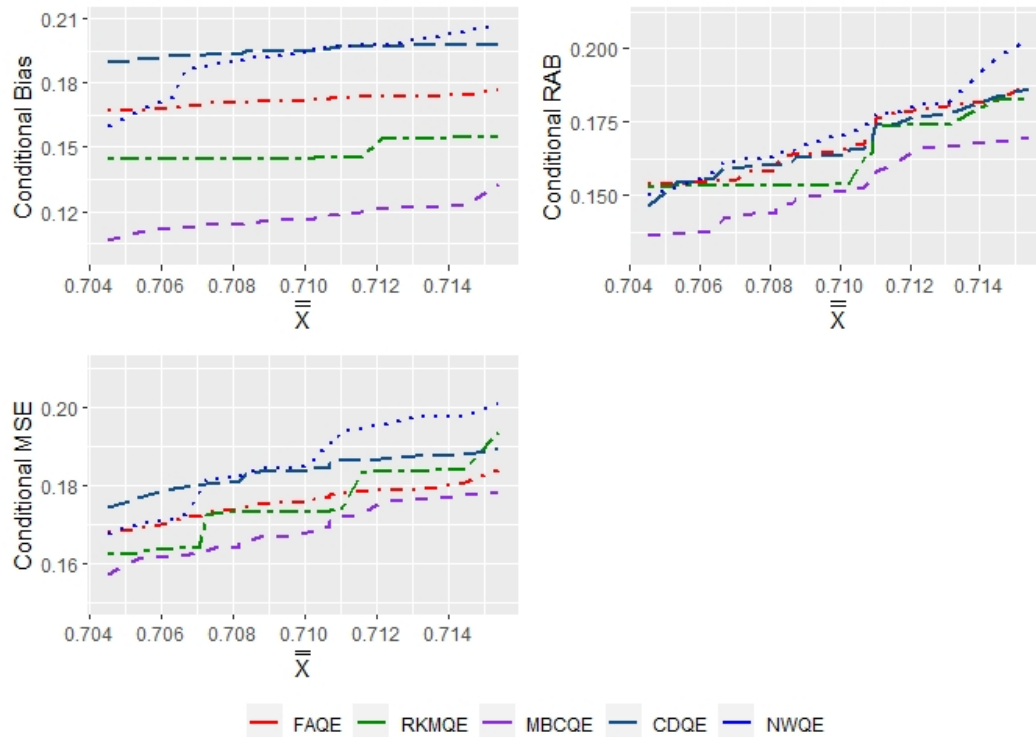 Conditional Bias
0.21
0.18
0.15
0.12
0.704 0.706 0.708 0.710 0.712 0.714
X̿
Conditional RAB
0.200
0.175
0.150
0.704 0.706 0.708 0.710 0.712 0.714
X̿
Conditional MSE
0.20
0.18
0.16
0.704 0.706 0.708 0.710 0.712 0.714
X̿
FAQE RKMQE MBCQE CDQE NWQE